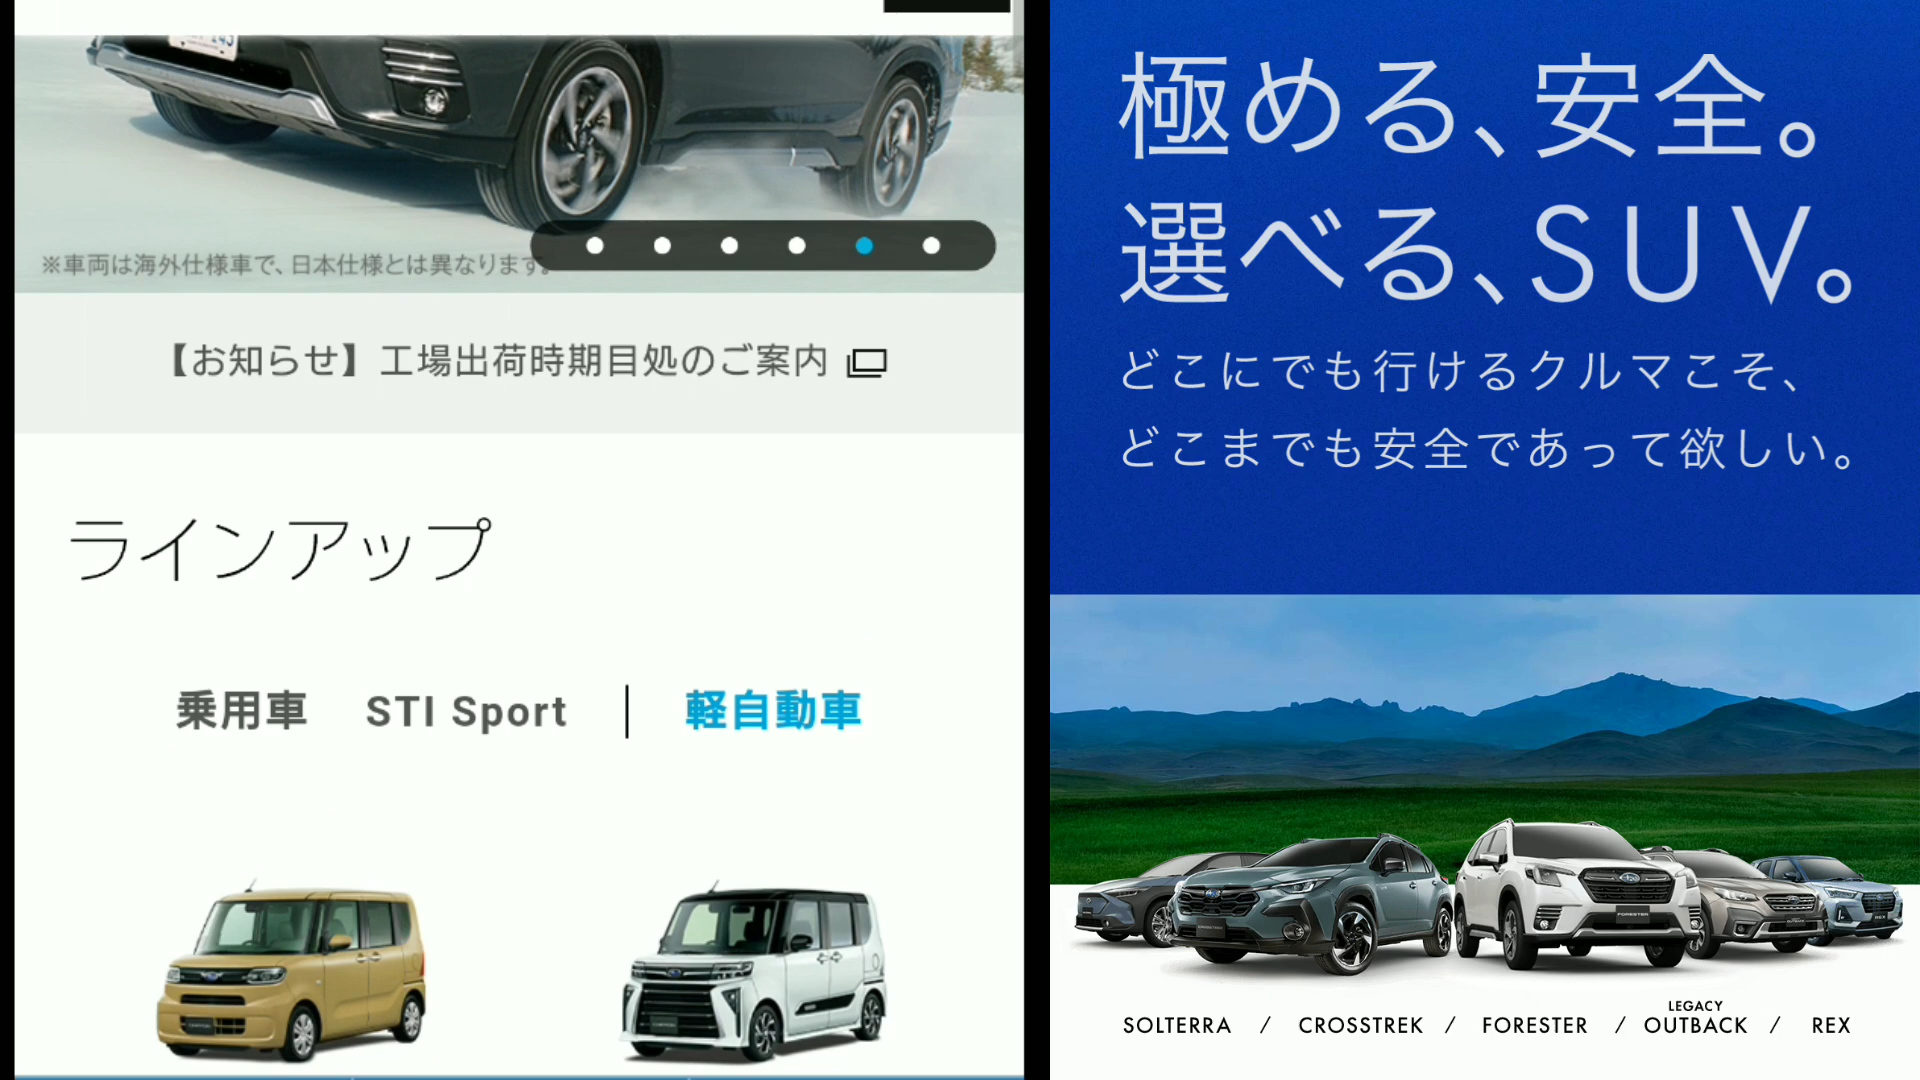 ※車両は海外仕様車で、日本仕様とは異なります。
【お知らせ】工場出荷時期目処のご案内
ラインアップ
乗用車 STI Sport | 軽自動車
極める、安全。
選べる、SUV。
どこにでも行けるクルマこそ、
どこまでも安全であって欲しい。
FORESTER
REX
SOLTERRA / CROSSTREK / FORESTER / LEGACY OUTBACK / REX